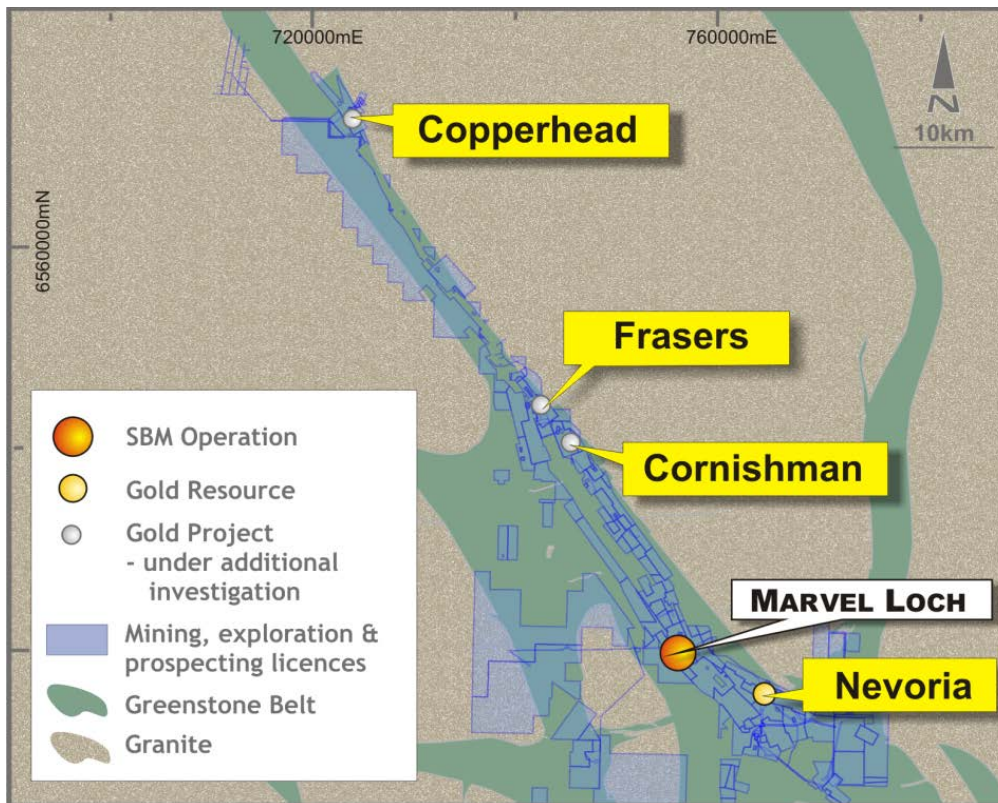 720000mE
760000mE
N
10km
Copperhead
6560000mN
Frasers
Cornishman
SBM Operation
Gold Resource
Gold Project
- under additional
investigation
Mining, exploration &
prospecting licences
Greenstone Belt
Granite
MARVEL LOCH
Nevoria